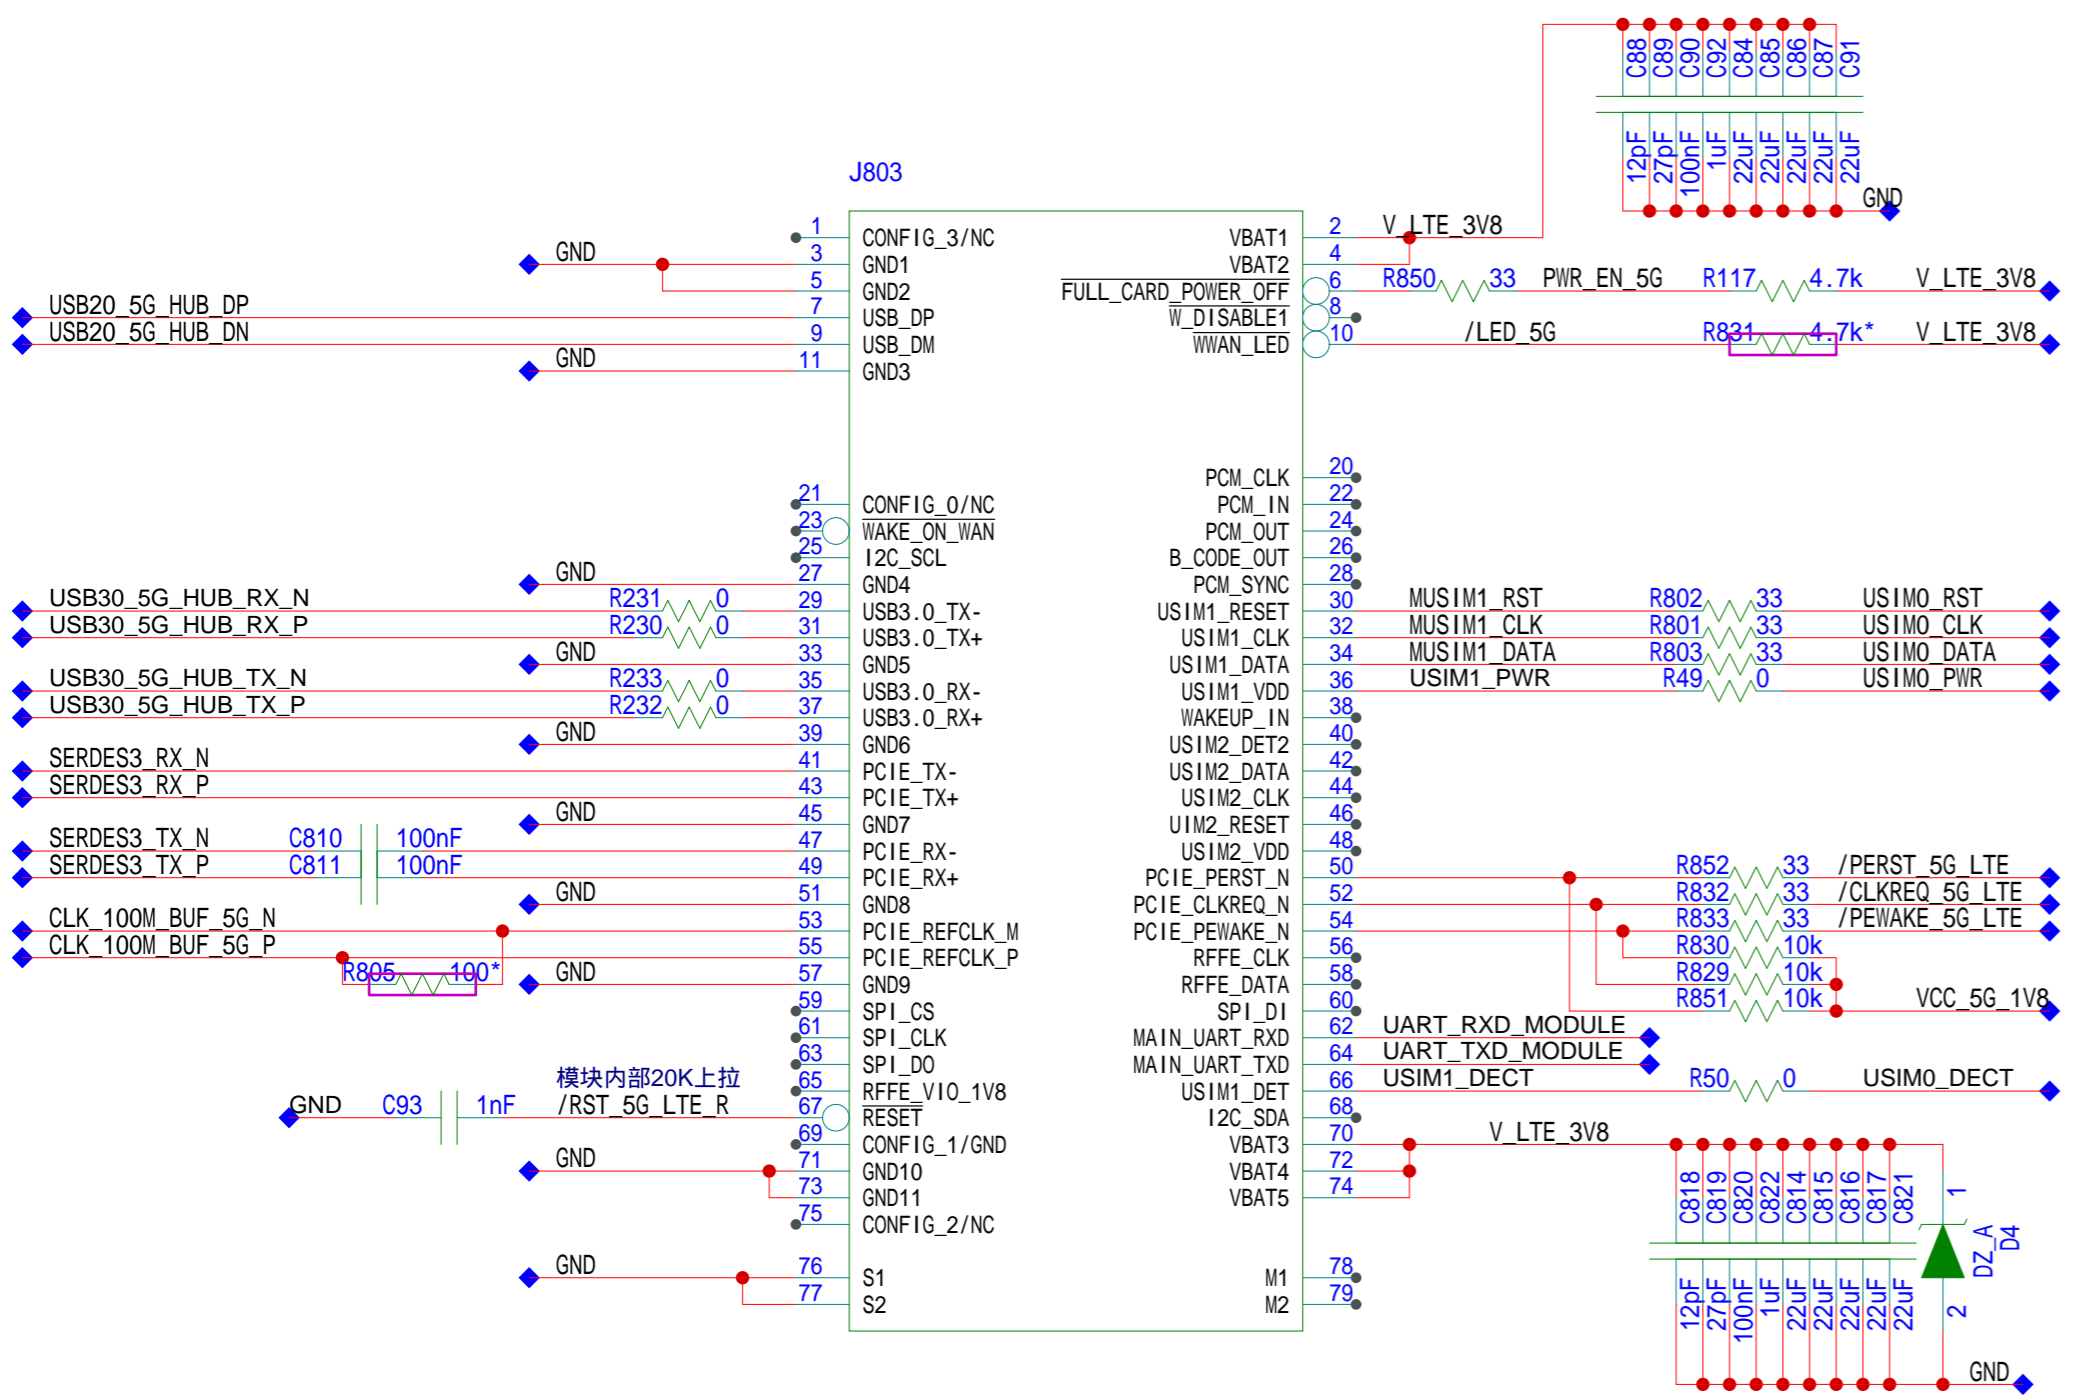 C88 C89 C90 C92 C84 C85 C86 C87 C91
12pF 27pF 100nF 1uF 22uF 22uF 22uF 22uF 22uF
GND
J803
1 CONFIG_3/NC VBAT1 2 V_LTE_3V8
GND 3 GND1 VBAT2 4
5 GND2 FULL_CARD_POWER_OFF 6 R850 33 PWR_EN_5G R117 4.7k V_LTE_3V8
USB20_5G_HUB_DP 7 USB_DP W_DISABLE1 8
USB20_5G_HUB_DN 9 USB_DM WWAN_LED 10 /LED_5G R831 4.7k* V_LTE_3V8
GND 11 GND3
PCM_CLK 20
21 CONFIG_0/NC PCM_IN 22
23 WAKE_ON_WAN PCM_OUT 24
25 I2C_SCL B_CODE_OUT 26
GND 27 GND4 PCM_SYNC 28
USB30_5G_HUB_RX_N R231 0 29 USB3.0_TX- USIM1_RESET 30 MUSIM1_RST R802 33 USIM0_RST
USB30_5G_HUB_RX_P R230 0 31 USB3.0_TX+ USIM1_CLK 32 MUSIM1_CLK R801 33 USIM0_CLK
GND 33 GND5 USIM1_DATA 34 MUSIM1_DATA R803 33 USIM0_DATA
USB30_5G_HUB_TX_N R233 0 35 USB3.0_RX- USIM1_VDD 36 USIM1_PWR R49 0 USIM0_PWR
USB30_5G_HUB_TX_P R232 0 37 USB3.0_RX+ WAKEUP_IN 38
GND 39 GND6 USIM2_DET2 40
SERDES3_RX_N 41 PCIE_TX- USIM2_DATA 42
SERDES3_RX_P 43 PCIE_TX+ USIM2_CLK 44
GND 45 GND7 UIM2_RESET 46
SERDES3_TX_N C810 100nF 47 PCIE_RX- USIM2_VDD 48
SERDES3_TX_P C811 100nF 49 PCIE_RX+ PCIE_PERST_N 50 R852 33 /PERST_5G_LTE
GND 51 GND8 PCIE_CLKREQ_N 52 R832 33 /CLKREQ_5G_LTE
CLK_100M_BUF_5G_N 53 PCIE_REFCLK_M PCIE_PEWAKE_N 54 R833 33 /PEWAKE_5G_LTE
CLK_100M_BUF_5G_P 55 PCIE_REFCLK_P RFFE_CLK 56 R830 10k
R805 100* GND 57 GND9 RFFE_DATA 58 R829 10k
59 SPI_CS SPI_DI 60 R851 10k VCC_5G_1V8
61 SPI_CLK MAIN_UART_RXD 62 UART_RXD_MODULE
63 SPI_DO MAIN_UART_TXD 64 UART_TXD_MODULE
模块内部20K上拉 65 RFFE_VIO_1V8 USIM1_DET 66 USIM1_DECT R50 0 USIM0_DECT
GND C93 1nF /RST_5G_LTE_R 67 RESET I2C_SDA 68
69 CONFIG_1/GND VBAT3 70 V_LTE_3V8
GND 71 GND10 VBAT4 72
73 GND11 VBAT5 74
75 CONFIG_2/NC
GND 76 S1 M1 78
77 S2 M2 79
C818 C819 C820 C822 C814 C815 C816 C817 C821 1
DZ_A
D4
12pF 27pF 100nF 1uF 22uF 22uF 22uF 22uF 22uF 2
GND